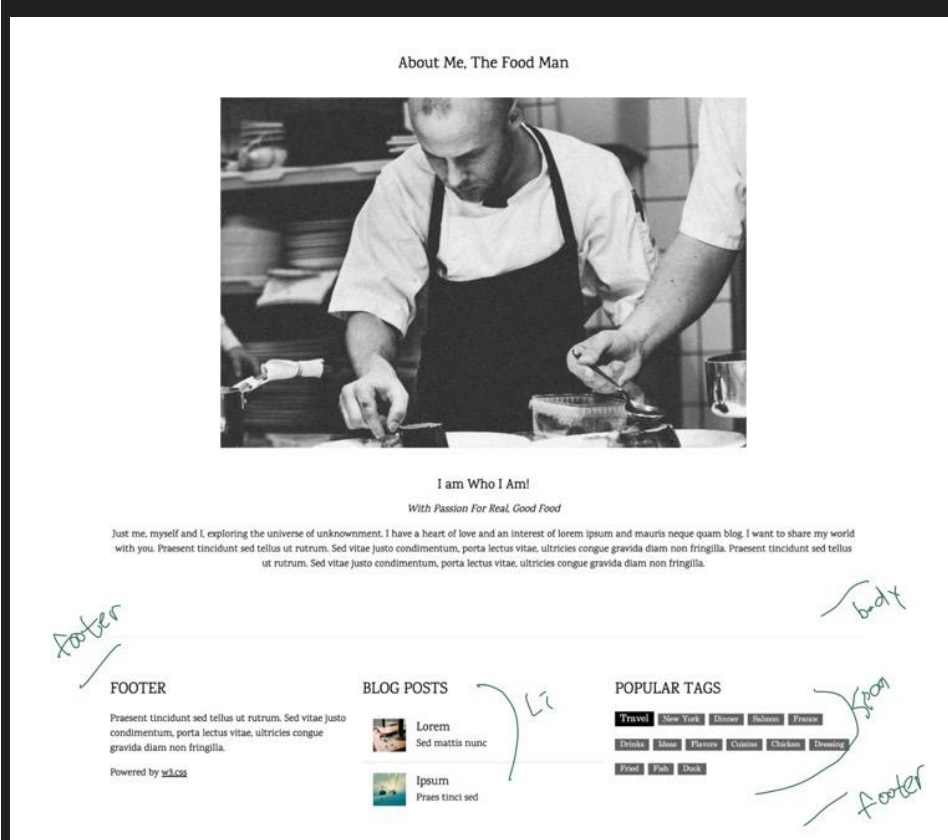 About Me, The Food Man
I am Who I Am!
With Passion For Real, Good Food
Just me, myself and I, exploring the universe of unknownment. I have a heart of love and an interest of lorem ipsum and mauris neque quam blog. I want to share my world
with you. Praesent tincidunt sed tellus ut rutrum. Sed vitae justo condimentum, porta lectus vitae, ultricies congue gravida diam non fringilla. Praesent tincidunt sed tellus
ut rutrum. Sed vitae justo condimentum, porta lectus vitae, ultricies congue gravida diam non fringilla.
body
footer
FOOTER
Praesent tincidunt sed tellus ut rutrum. Sed vitae justo
condimentum, porta lectus vitae, ultricies congue
gravida diam non fringilla.
Powered by w3.css
BLOG POSTS
Li
Lorem
Sed mattis nunc
Ipsum
Praes tinci sed
POPULAR TAGS
Span
Travel New York Dinner Salmon France
Drinks Ideas Flavors Cuisine Chicken Dressing
Fried Fish Duck
footer